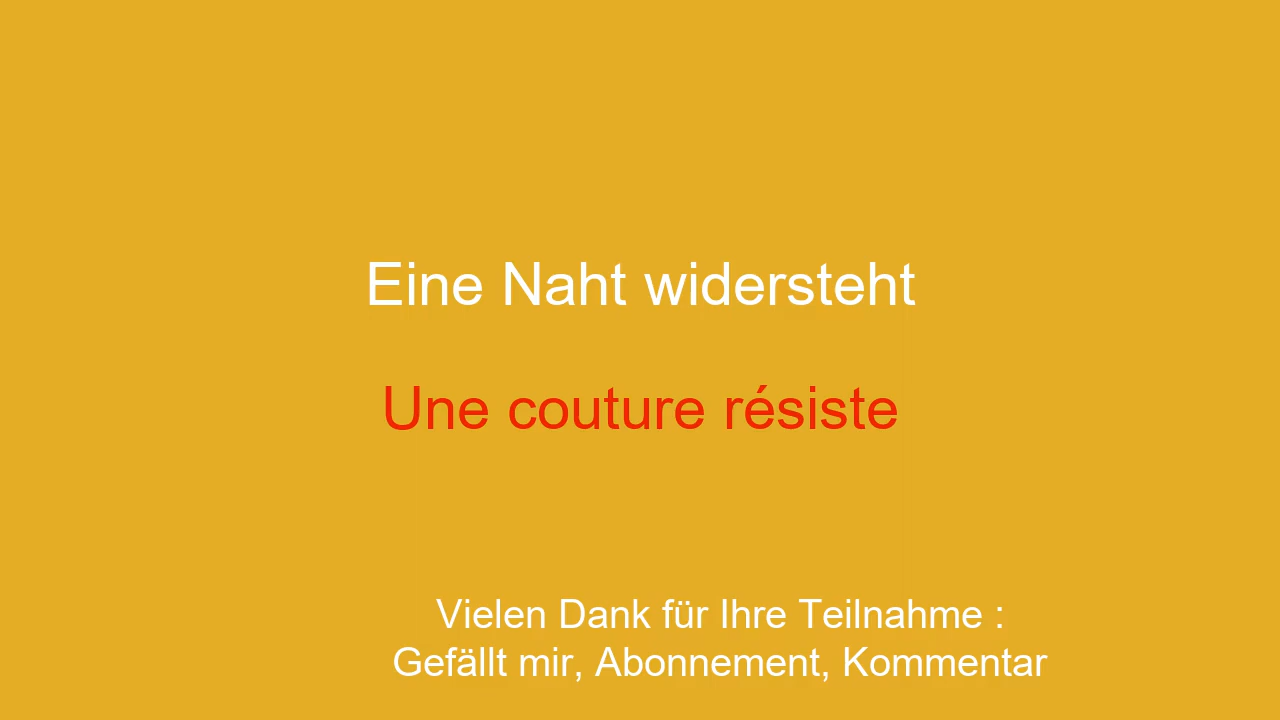 Eine Naht widersteht
Une couture résiste
Vielen Dank für Ihre Teilnahme :
Gefällt mir, Abonnement, Kommentar